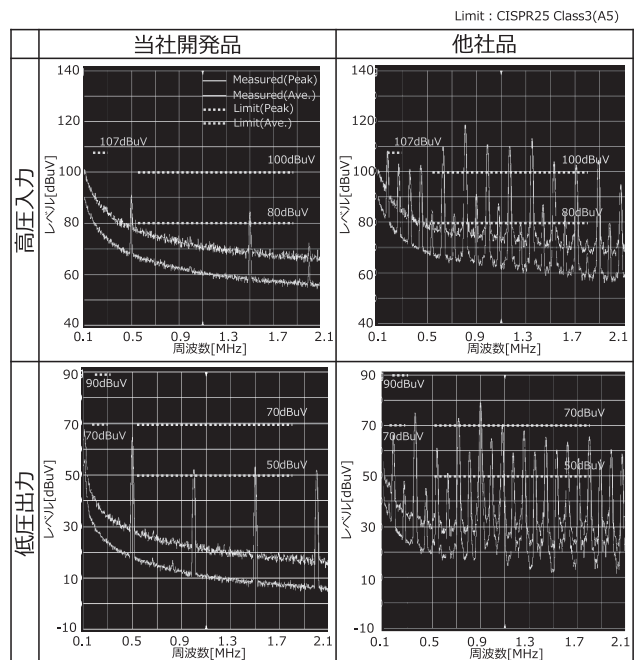 Limit : CISPR25 Class3(A5)
当社開発品
他社品
高圧入力
レベル[dBuV]
140
120
100
80
60
40
Measured(Peak)
Measured(Ave.)
Limit(Peak)
Limit(Ave.)
107dBuV
100dBuV
80dBuV
0.1 0.5 0.9 1.3 1.7 2.1
周波数[MHz]
レベル[dBuV]
140
120
100
80
60
40
107dBuV
100dBuV
80dBuV
0.1 0.5 0.9 1.3 1.7 2.1
周波数[MHz]
低圧出力
レベル[dBuV]
90
70
50
30
10
-10
90dBuV
70dBuV
70dBuV
50dBuV
0.1 0.5 0.9 1.3 1.7 2.1
周波数[MHz]
レベル[dBuV]
90
70
50
30
10
-10
90dBuV
70dBuV
70dBuV
50dBuV
0.1 0.5 0.9 1.3 1.7 2.1
周波数[MHz]